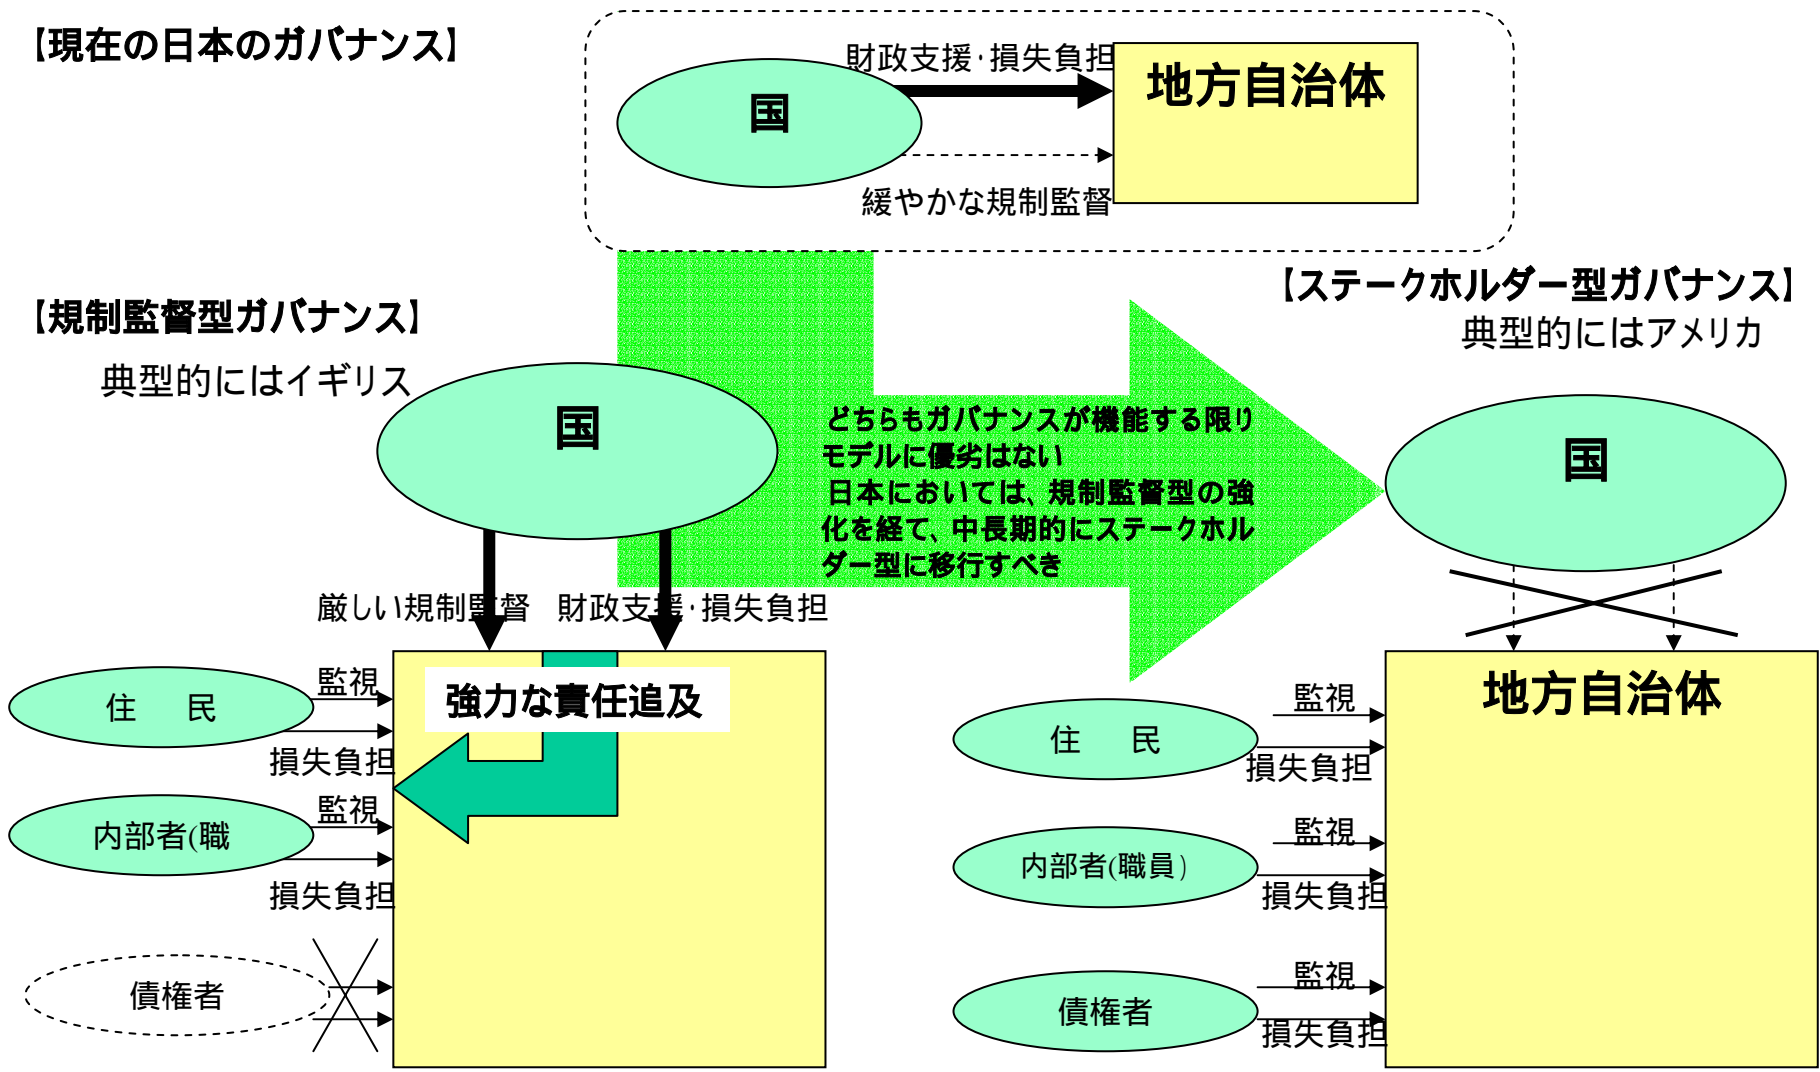 【現在の日本のガバナンス】
財政支援・損失負担
国
地方自治体
緩やかな規制監督
【規制監督型ガバナンス】
典型的にはイギリス
国
【ステークホルダー型ガバナンス】
典型的にはアメリカ
国
どちらもガバナンスが機能する限り
モデルに優劣はない
日本においては、規制監督型の強
化を経て、中長期的にステークホル
ダー型に移行すべき
厳しい規制監督
財政支援・損失負担
強力な責任追及
住　民
監視
損失負担
内部者(職
監視
損失負担
債権者
地方自治体
住　民
監視
損失負担
内部者(職員)
監視
損失負担
債権者
監視
損失負担